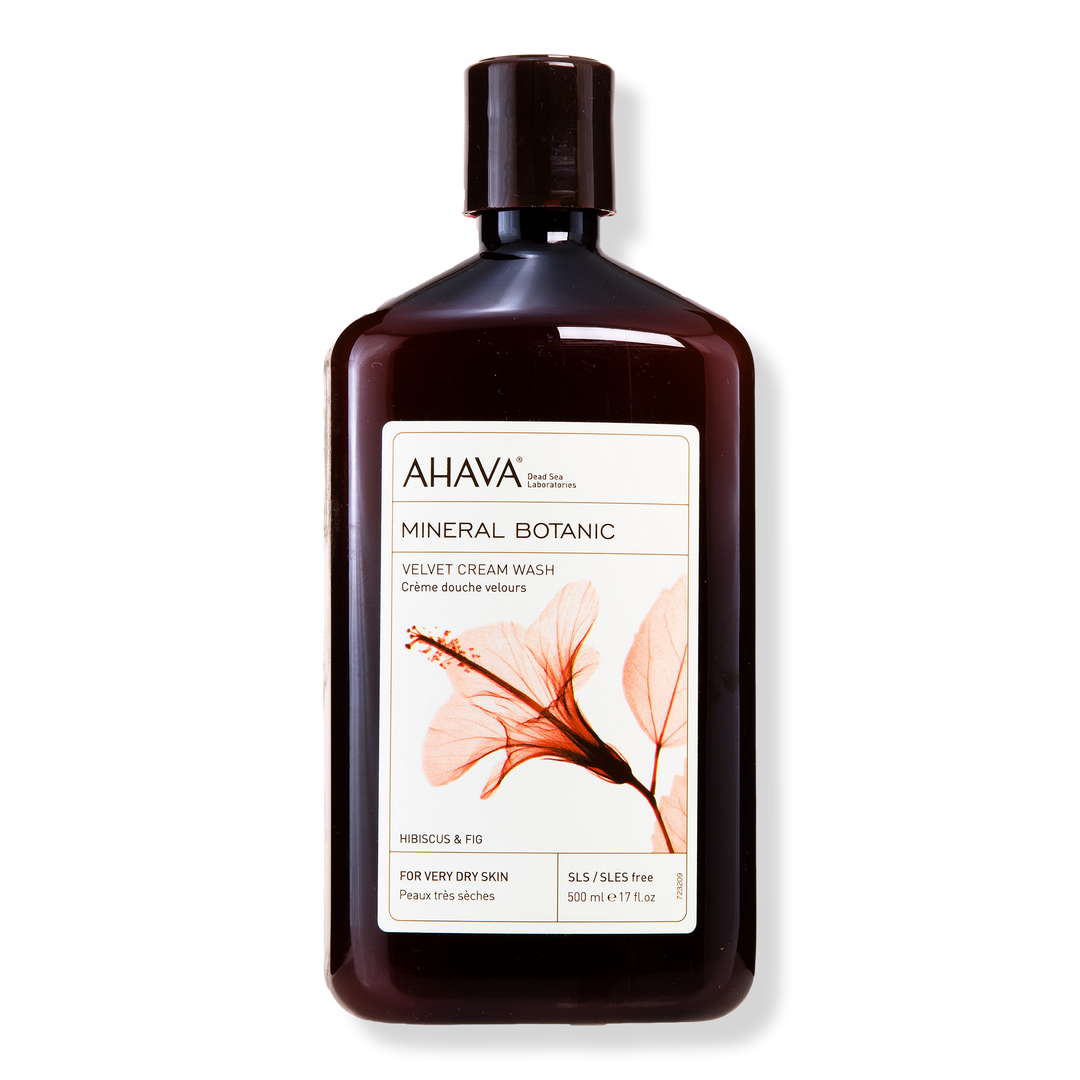 AHAVA® Dead Sea
Laboratories
MINERAL BOTANIC
VELVET CREAM WASH
Crème douche velours
HIBISCUS & FIG
FOR VERY DRY SKIN
Peaux très sèches
SLS / SLES free
500 ml ℮ 17 fl.oz
723209